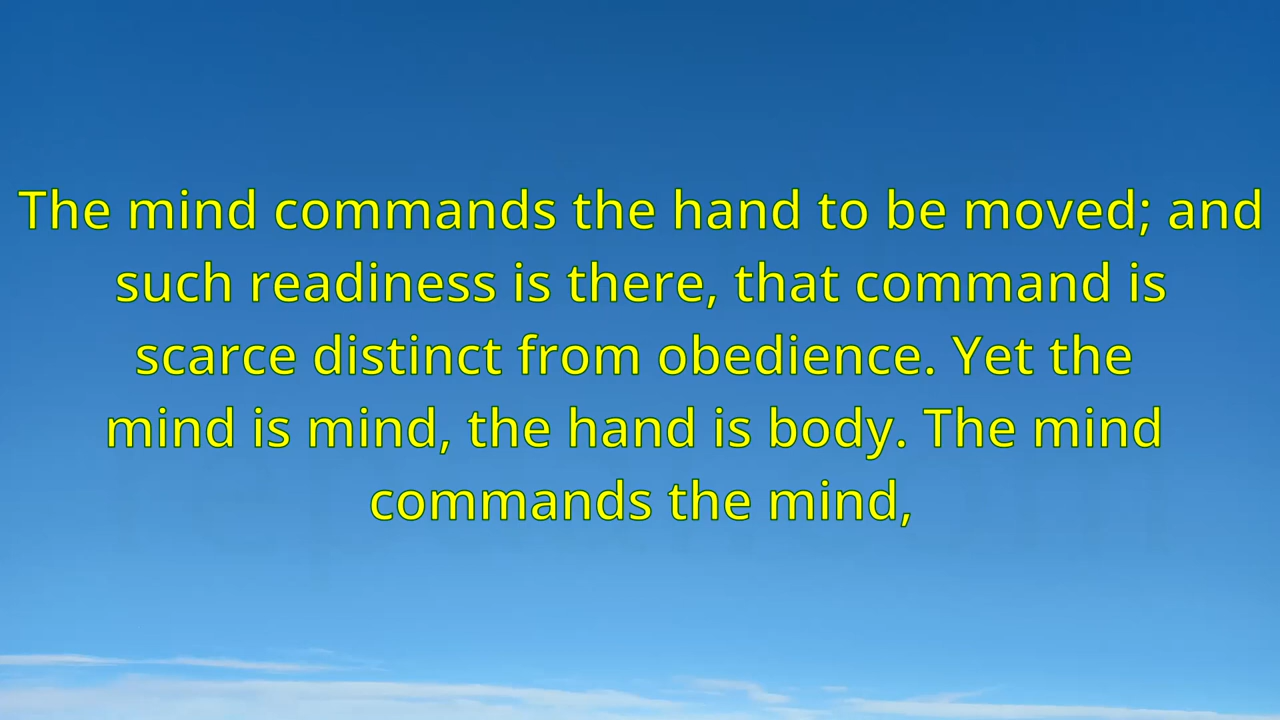 The mind commands the hand to be moved; and
such readiness is there, that command is
scarce distinct from obedience. Yet the
mind is mind, the hand is body. The mind
commands the mind,